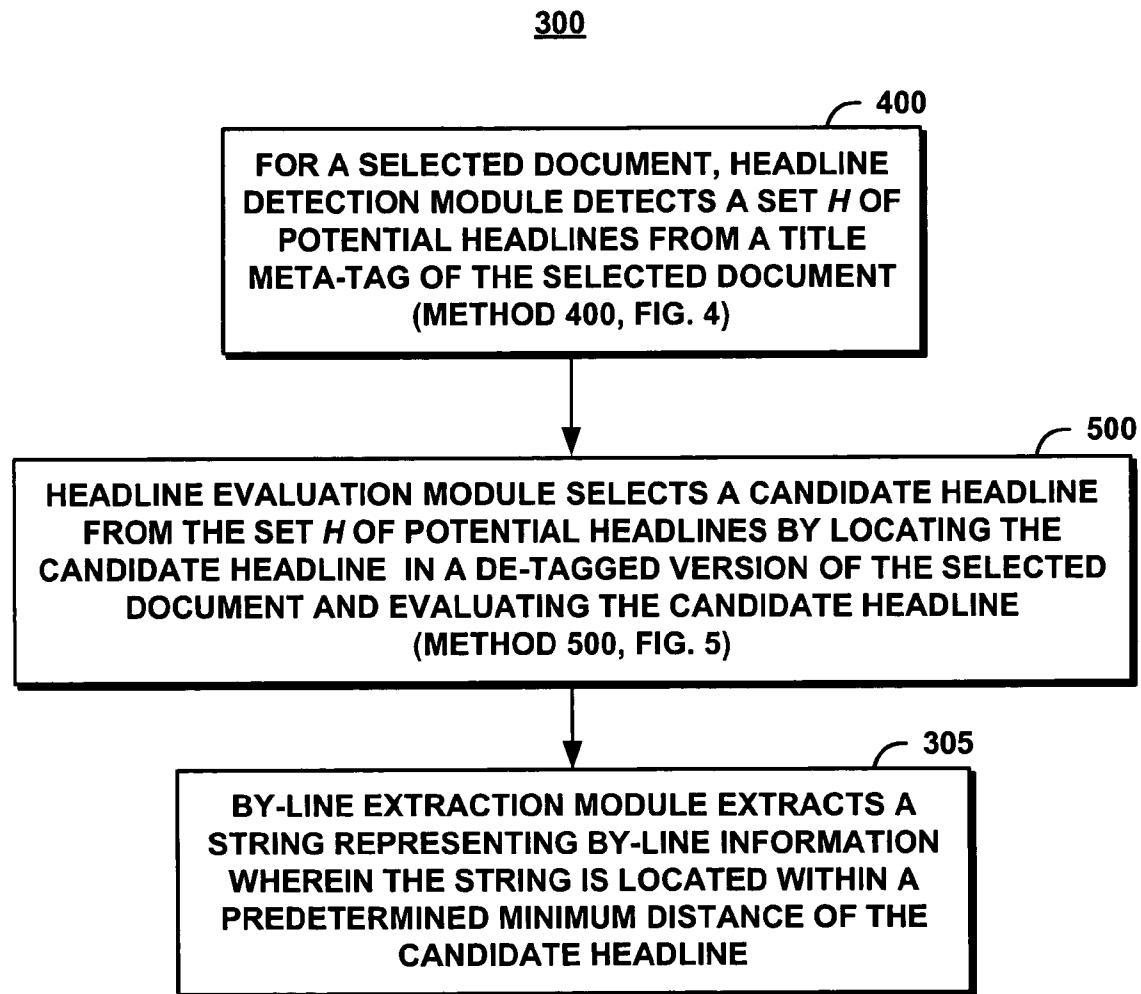 300
400
FOR A SELECTED DOCUMENT, HEADLINE
DETECTION MODULE DETECTS A SET H OF
POTENTIAL HEADLINES FROM A TITLE
META-TAG OF THE SELECTED DOCUMENT
(METHOD 400, FIG. 4)
500
HEADLINE EVALUATION MODULE SELECTS A CANDIDATE HEADLINE
FROM THE SET H OF POTENTIAL HEADLINES BY LOCATING THE
CANDIDATE HEADLINE IN A DE-TAGGED VERSION OF THE SELECTED
DOCUMENT AND EVALUATING THE CANDIDATE HEADLINE
(METHOD 500, FIG. 5)
305
BY-LINE EXTRACTION MODULE EXTRACTS A
STRING REPRESENTING BY-LINE INFORMATION
WHEREIN THE STRING IS LOCATED WITHIN A
PREDETERMINED MINIMUM DISTANCE OF THE
CANDIDATE HEADLINE